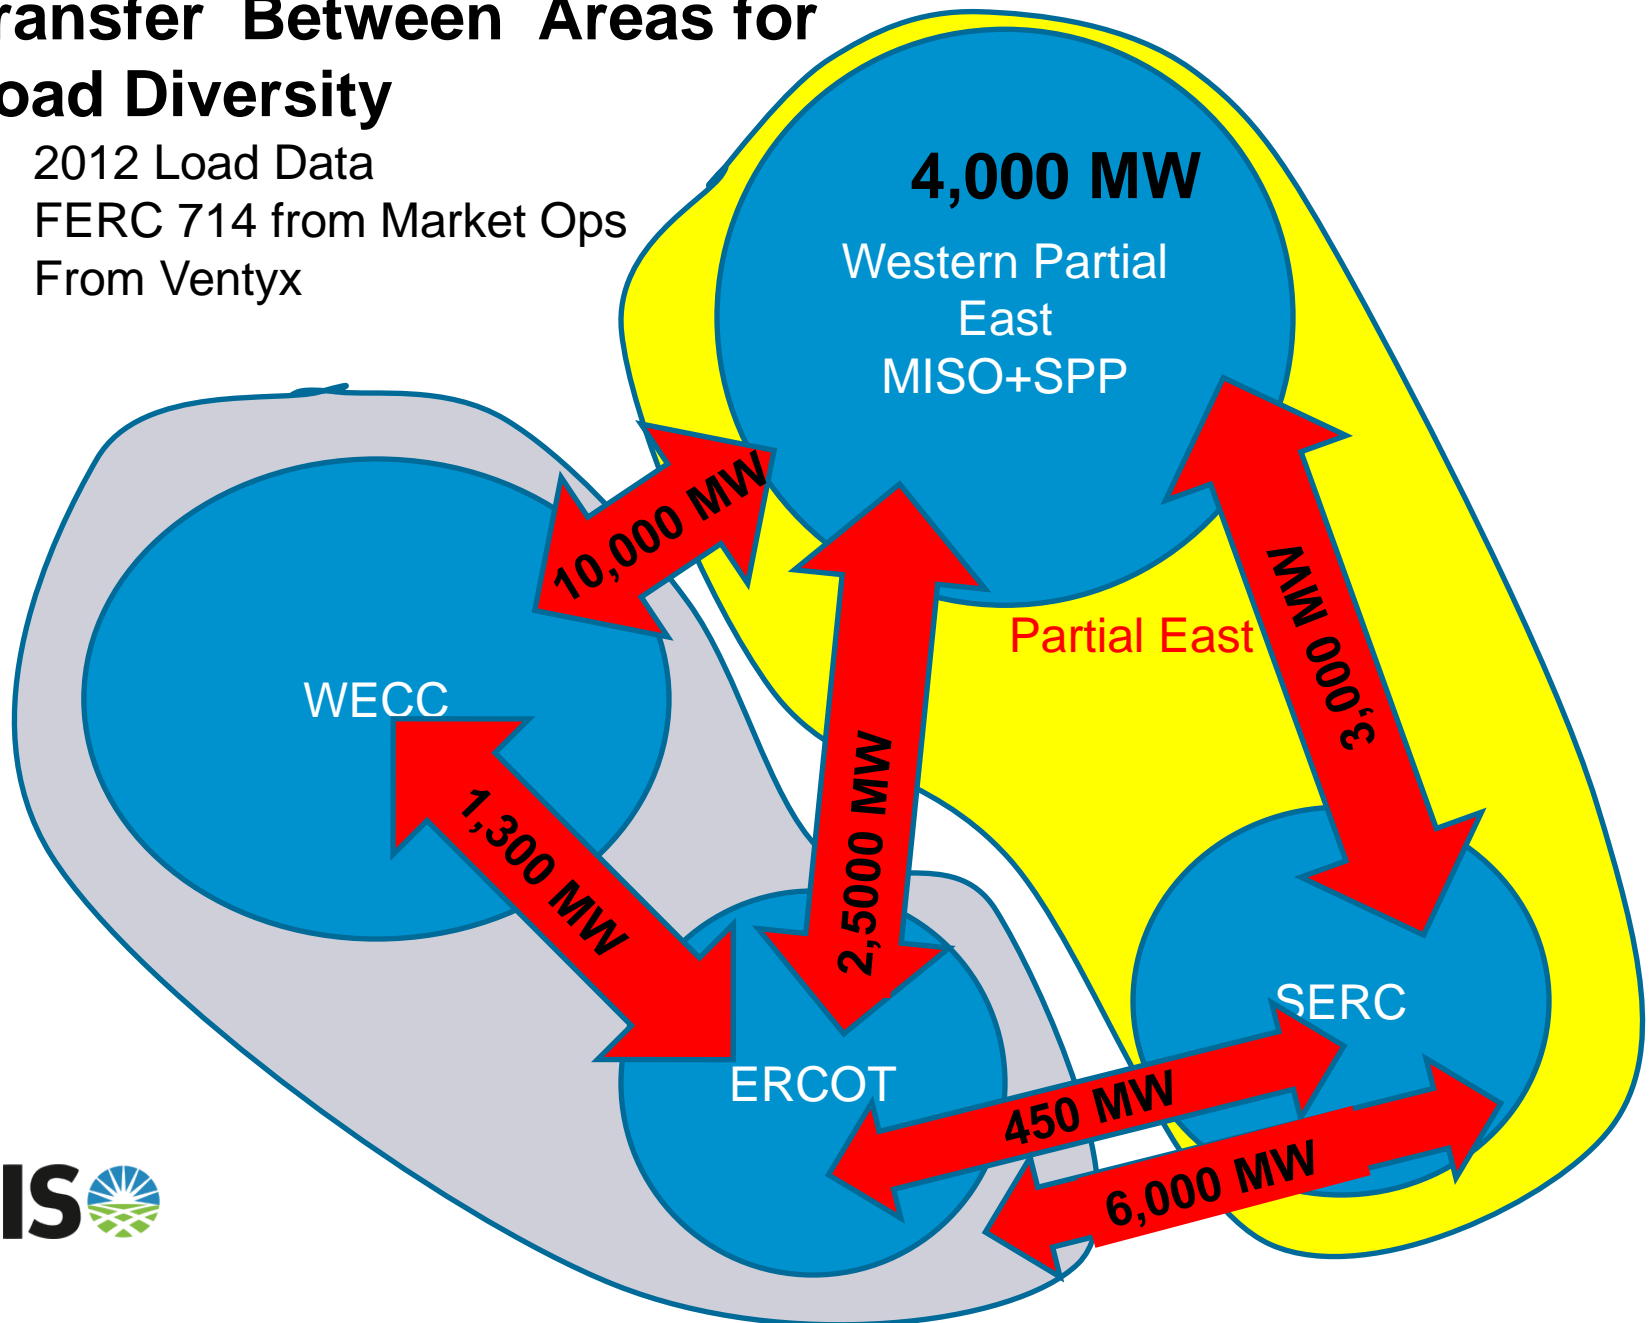 ransfer Between Areas for
oad Diversity
2012 Load Data
FERC 714 from Market Ops
From Ventyx
4,000 MW
Western Partial
East
MISO+SPP
10,000 MW
3,000 MW
Partial East
WECC
2,5000 MW
1,300 MW
SERC
ERCOT
450 MW
6,000 MW
IS